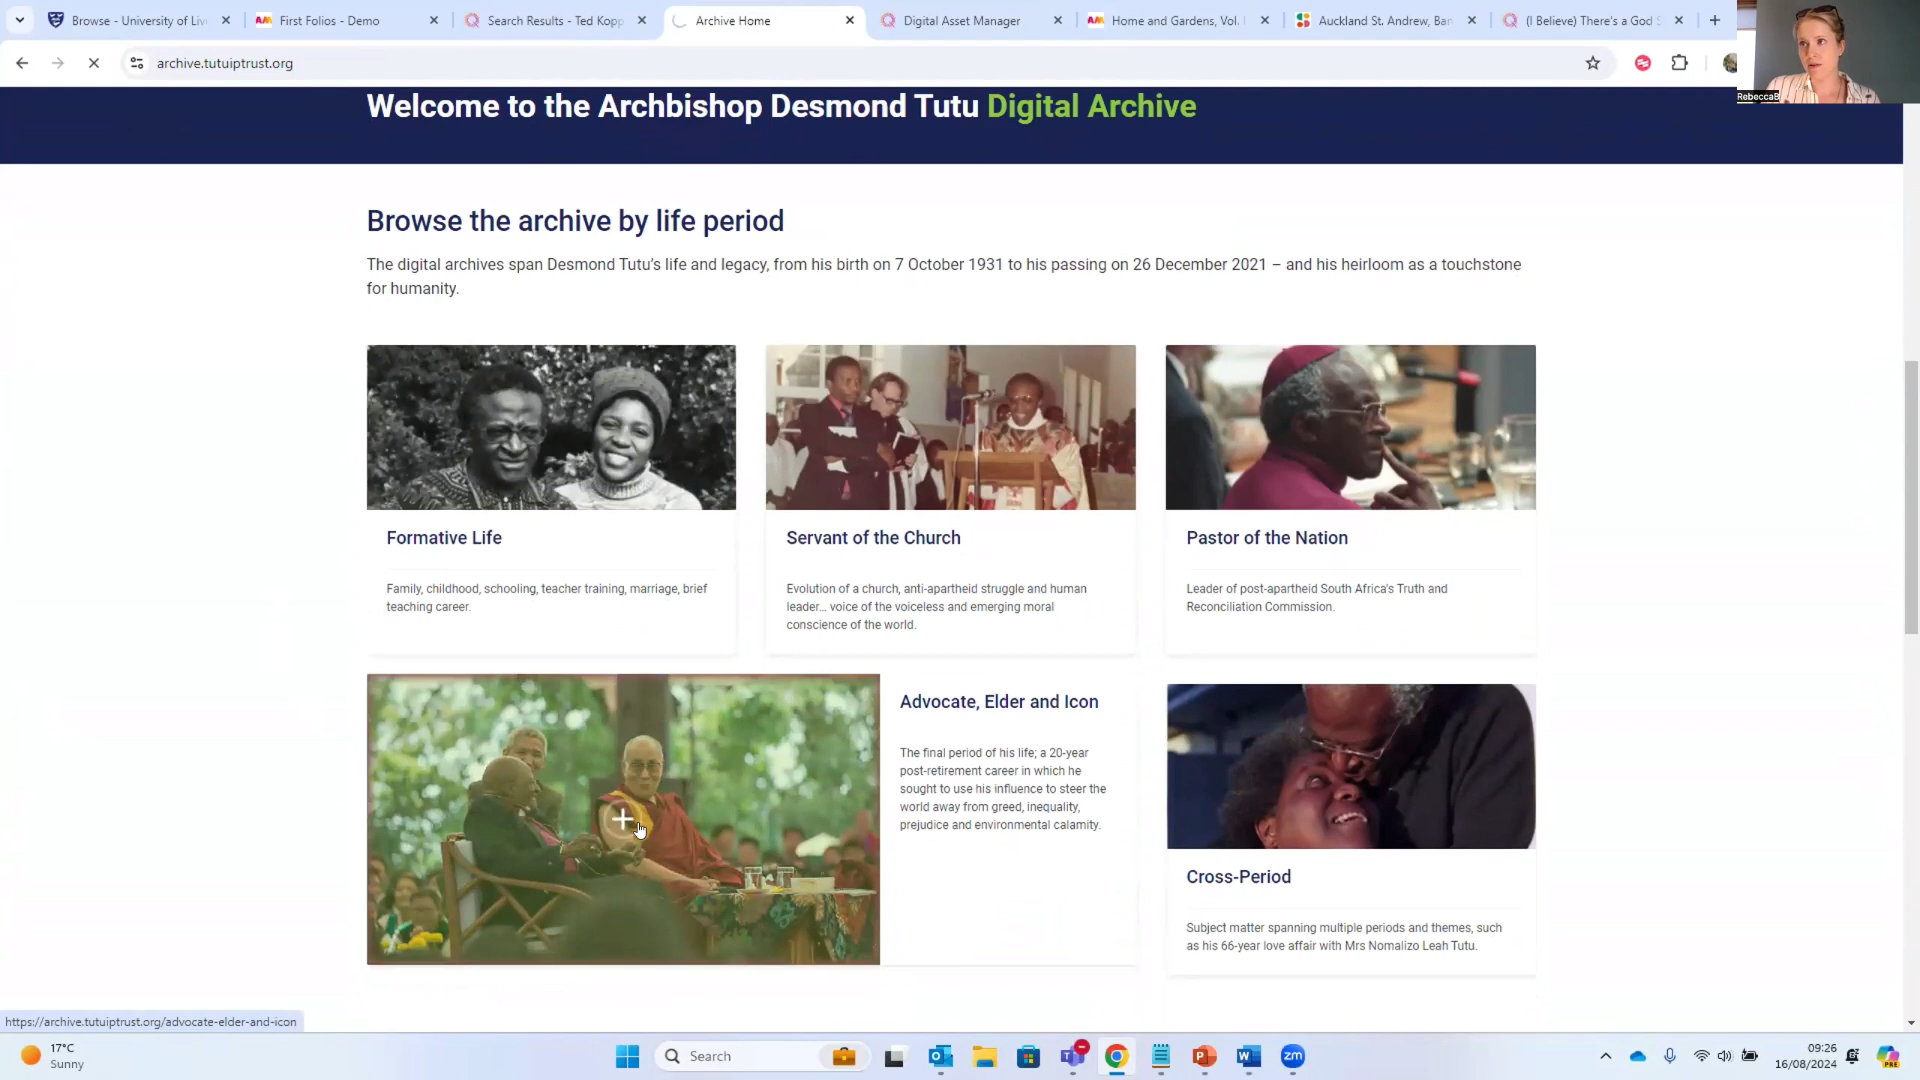 Browse - University of Liv
First Folios - Demo
Search Results - Ted Kopp
Archive Home
Digital Asset Manager
Home and Gardens, Vol.
Auckland St. Andrew, Ban
(I Believe) There's a God S
archive.tutuiptrust.org
RebeccaB
Welcome to the Archbishop Desmond Tutu Digital Archive
Browse the archive by life period
The digital archives span Desmond Tutu's life and legacy, from his birth on 7 October 1931 to his passing on 26 December 2021 – and his heirloom as a touchstone
for humanity.
Formative Life
Family, childhood, schooling, teacher training, marriage, brief
teaching career.
Servant of the Church
Evolution of a church, anti-apartheid struggle and human
leader... voice of the voiceless and emerging moral
conscience of the world.
Pastor of the Nation
Leader of post-apartheid South Africa's Truth and
Reconciliation Commission.
Advocate, Elder and Icon
The final period of his life; a 20-year
post-retirement career in which he
sought to use his influence to steer the
world away from greed, inequality,
prejudice and environmental calamity.
Cross-Period
Subject matter spanning multiple periods and themes, such
as his 66-year love affair with Mrs Nomalizo Leah Tutu.
https://archive.tutuiptrust.org/advocate-elder-and-icon
17°C
Sunny
Search
zm
09:26
16/08/2024
PRE